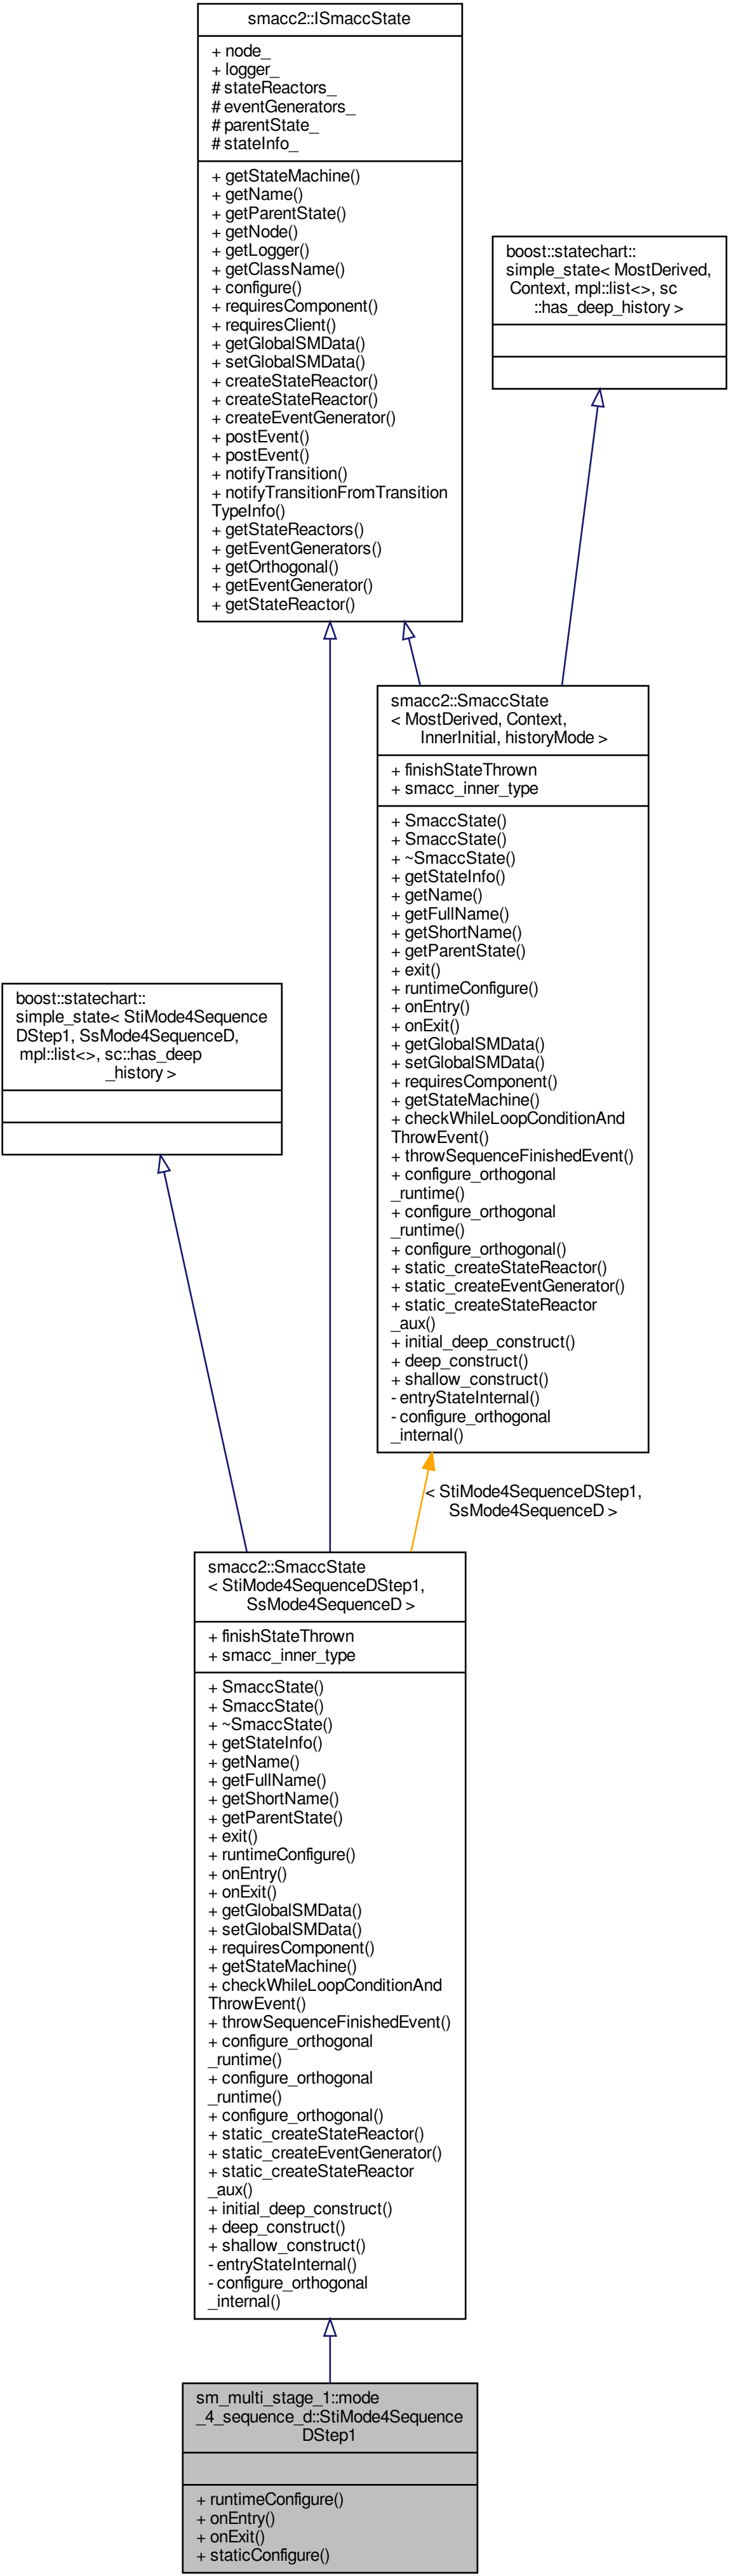 smacc2::ISmaccState
+ node_
+ logger_
# stateReactors_
# eventGenerators_
# parentState_
# stateInfo_
+ getStateMachine()
+ getName()
+ getParentState()
+ getNode()
+ getLogger()
+ getClassName()
+ configure()
+ requiresComponent()
+ requiresClient()
+ getGlobalSMData()
+ setGlobalSMData()
+ createStateReactor()
+ createStateReactor()
+ createEventGenerator()
+ postEvent()
+ postEvent()
+ notifyTransition()
+ notifyTransitionFromTransition
TypeInfo()
+ getStateReactors()
+ getEventGenerators()
+ getOrthogonal()
+ getEventGenerator()
+ getStateReactor()
boost::statechart::
simple_state< MostDerived,
Context, mpl::list<>, sc
::has_deep_history >
smacc2::SmaccState
< MostDerived, Context,
InnerInitial, historyMode >
+ finishStateThrown
+ smacc_inner_type
+ SmaccState()
+ SmaccState()
+ ~SmaccState()
+ getStateInfo()
+ getName()
+ getFullName()
+ getShortName()
+ getParentState()
+ exit()
+ runtimeConfigure()
+ onEntry()
+ onExit()
+ getGlobalSMData()
+ setGlobalSMData()
+ requiresComponent()
+ getStateMachine()
+ checkWhileLoopConditionAnd
ThrowEvent()
+ throwSequenceFinishedEvent()
+ configure_orthogonal
_runtime()
+ configure_orthogonal
_runtime()
+ configure_orthogonal()
+ static_createStateReactor()
+ static_createEventGenerator()
+ static_createStateReactor
_aux()
+ initial_deep_construct()
+ deep_construct()
+ shallow_construct()
- entryStateInternal()
- configure_orthogonal
_internal()
boost::statechart::
simple_state< StiMode4Sequence
DStep1, SsMode4SequenceD,
mpl::list<>, sc::has_deep
_history >
< StiMode4SequenceDStep1,
SsMode4SequenceD >
smacc2::SmaccState
< StiMode4SequenceDStep1,
SsMode4SequenceD >
+ finishStateThrown
+ smacc_inner_type
+ SmaccState()
+ SmaccState()
+ ~SmaccState()
+ getStateInfo()
+ getName()
+ getFullName()
+ getShortName()
+ getParentState()
+ exit()
+ runtimeConfigure()
+ onEntry()
+ onExit()
+ getGlobalSMData()
+ setGlobalSMData()
+ requiresComponent()
+ getStateMachine()
+ checkWhileLoopConditionAnd
ThrowEvent()
+ throwSequenceFinishedEvent()
+ configure_orthogonal
_runtime()
+ configure_orthogonal
_runtime()
+ configure_orthogonal()
+ static_createStateReactor()
+ static_createEventGenerator()
+ static_createStateReactor
_aux()
+ initial_deep_construct()
+ deep_construct()
+ shallow_construct()
- entryStateInternal()
- configure_orthogonal
_internal()
sm_multi_stage_1::mode
_4_sequence_d::StiMode4Sequence
DStep1
+ runtimeConfigure()
+ onEntry()
+ onExit()
+ staticConfigure()